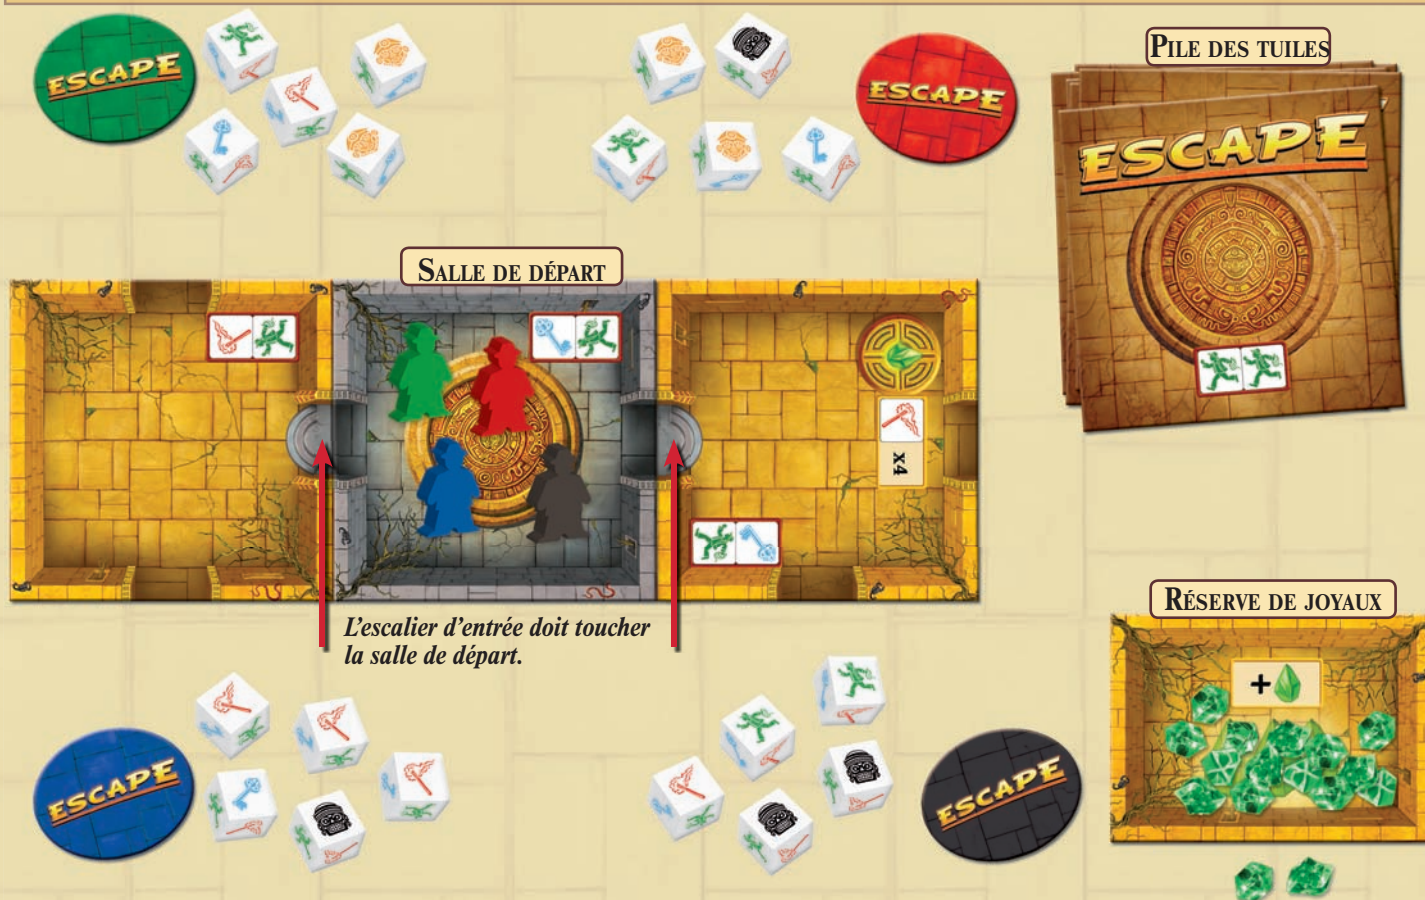 ESCAPE
ESCAPE
PILE DES TUILES
ESCAPE
SALLE DE DÉPART
x4
L'escalier d'entrée doit toucher
la salle de départ.
RÉSERVE DE JOYAUX
+
ESCAPE
ESCAPE